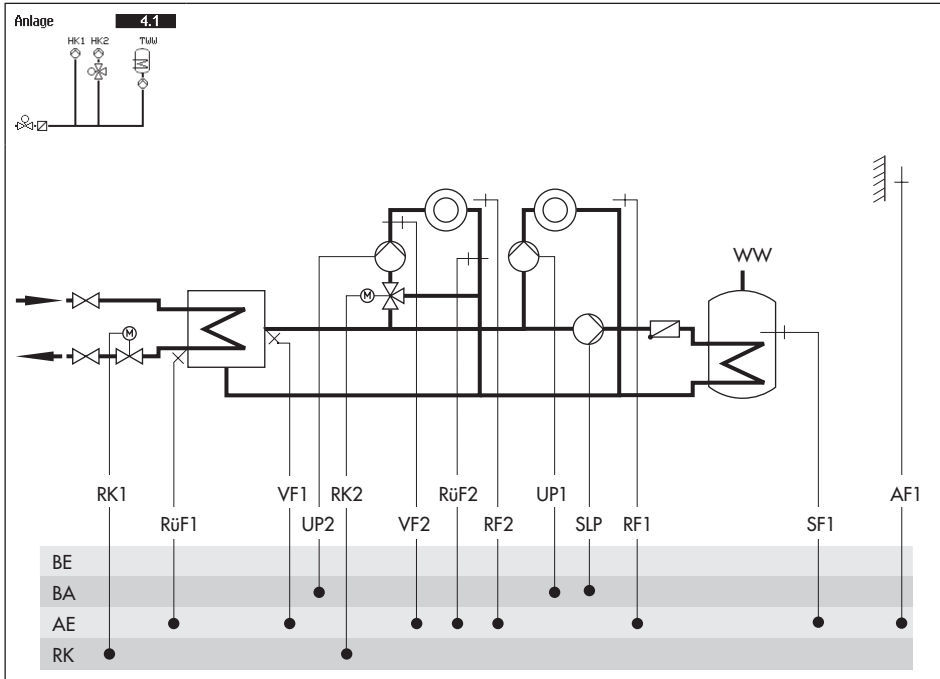 Anlage 4.1
HK1 HK2 TWW
WW
M
M
RK1 VF1 RK2 RüF2 UP1 AF1
RüF1 UP2 VF2 RF2 SLP RF1 SF1
BE
BA
AE
RK